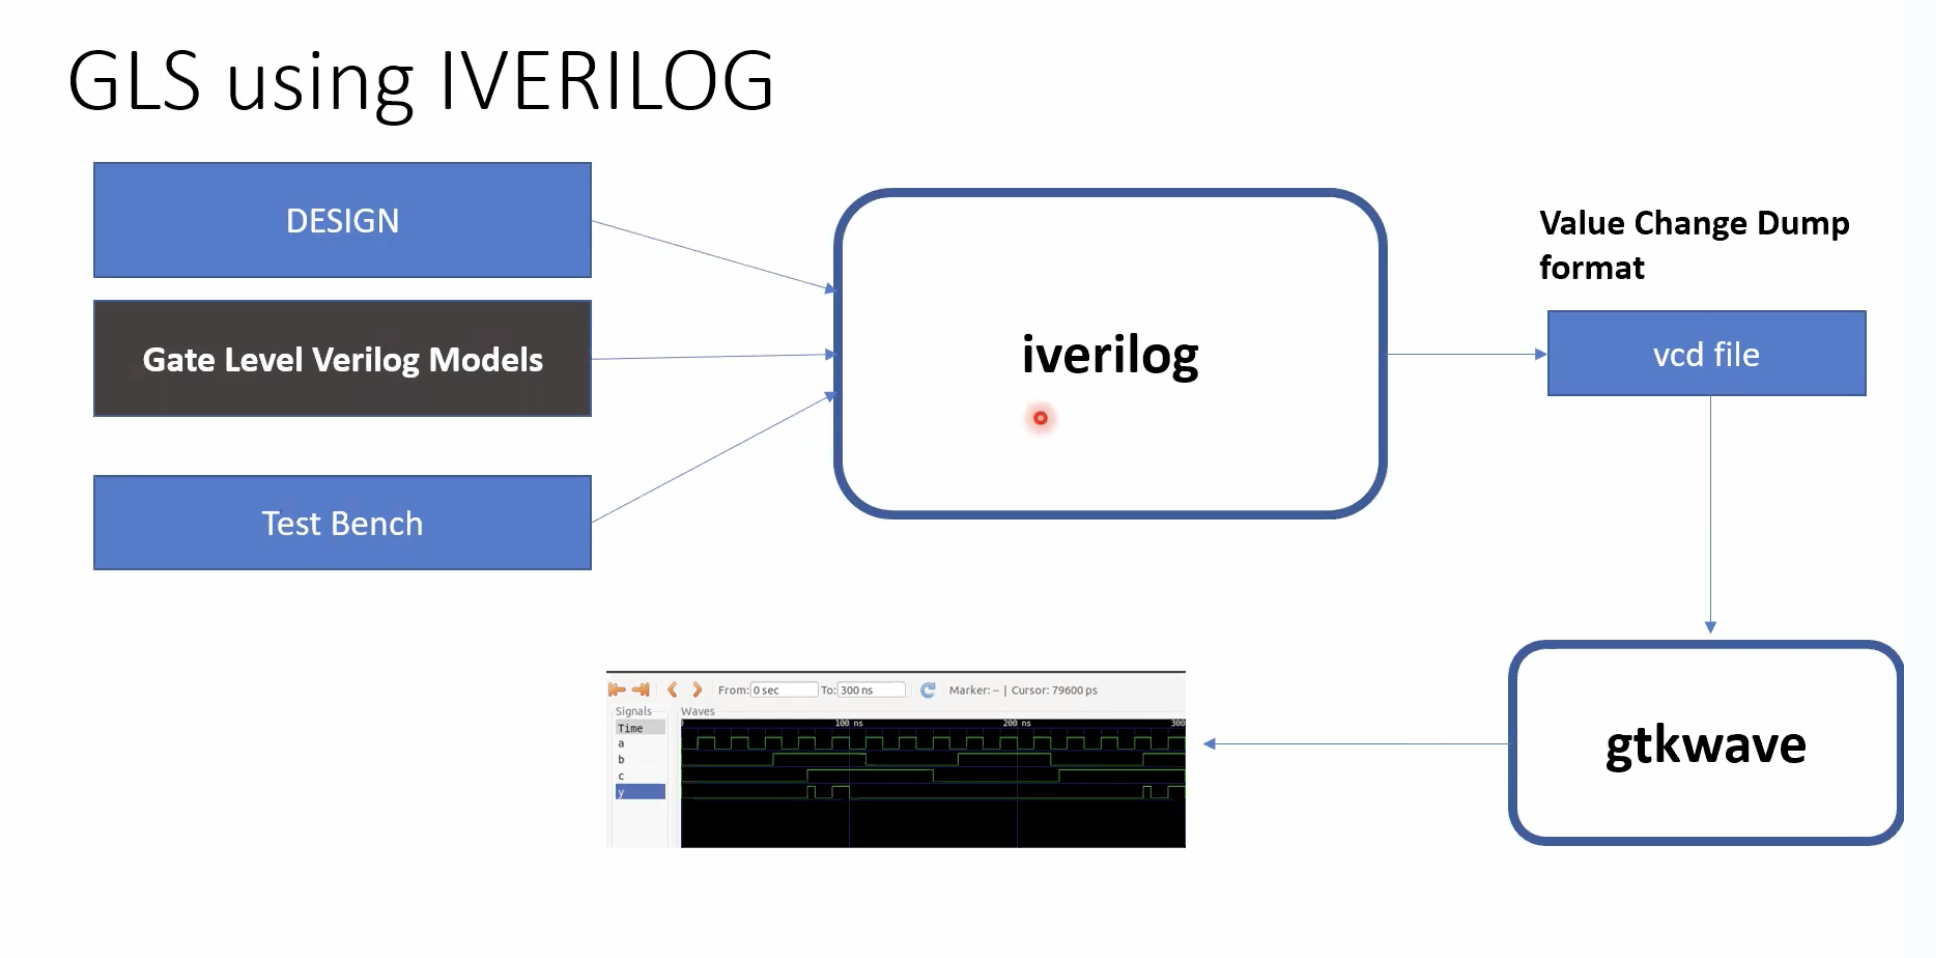 GLS using IVERILOG
DESIGN
Gate Level Verilog Models
Test Bench
iverilog
Value Change Dump
format
vcd file
gtkwave
From: 0 sec To: 300 ns Marker: -- | Cursor: 79600 ps
Signals Waves
Time 100 ns 200 ns 300
a
b
c
y